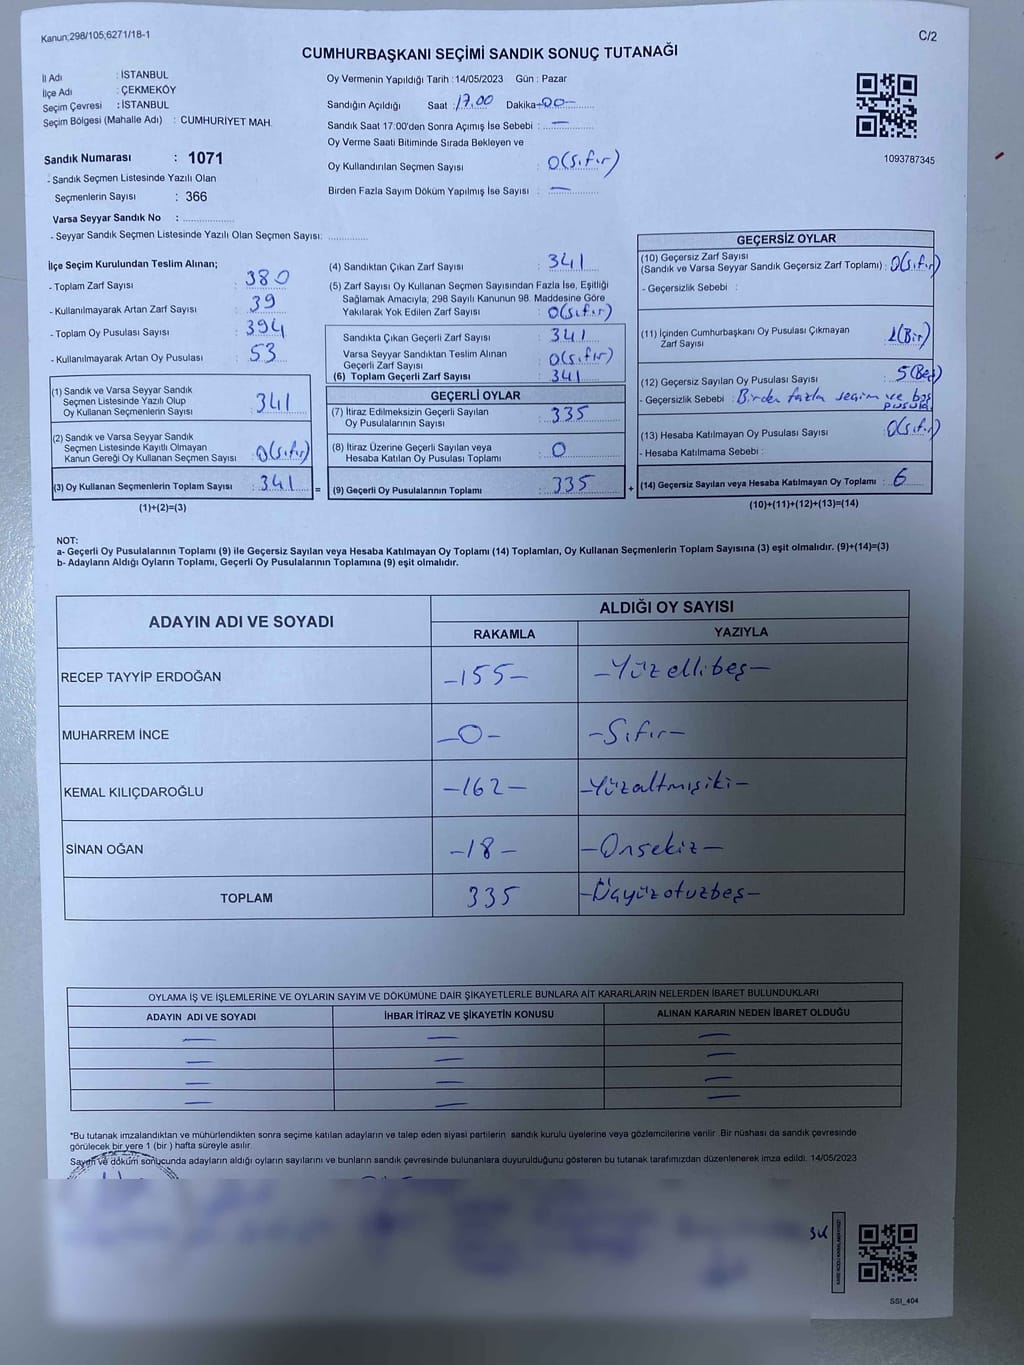 Kanun;298/105,6271/18-1
C/2
CUMHURBAŞKANI SEÇİMİ SANDIK SONUÇ TUTANAĞI
İl Adı : İSTANBUL
İlçe Adı : ÇEKMEKÖY
Seçim Çevresi : İSTANBUL
Seçim Bölgesi (Mahalle Adı) : CUMHURİYET MAH.
Sandık Numarası : 1071
- Sandık Seçmen Listesinde Yazılı Olan
Seçmenlerin Sayısı : 366
Varsa Seyyar Sandık No : ..............
- Seyyar Sandık Seçmen Listesinde Yazılı Olan Seçmen Sayısı: ..............
Oy Vermenin Yapıldığı Tarih :14/05/2023 Gün : Pazar
Sandığın Açıldığı Saat : 17.00 Dakika -00-
Sandık Saat 17:00'den Sonra Açımış İse Sebebi : —
Oy Verme Saati Bitiminde Sırada Bekleyen ve
Oy Kullandırılan Seçmen Sayısı : 0(sıfır)
Birden Fazla Sayım Döküm Yapılmış İse Sayısı : —
1093787345
İlçe Seçim Kurulundan Teslim Alınan;
- Toplam Zarf Sayısı : 380
- Kullanılmayarak Artan Zarf Sayısı : 39
- Toplam Oy Pusulası Sayısı : 394
- Kullanılmayarak Artan Oy Pusulası : 53
(1) Sandık ve Varsa Seyyar Sandık
Seçmen Listesinde Yazılı Olup
Oy Kullanan Seçmenlerin Sayısı : 341
(2) Sandık ve Varsa Seyyar Sandık
Seçmen Listesinde Kayıtlı Olmayan
Kanun Gereği Oy Kullanan Seçmen Sayısı : 0(sıfır)
(3) Oy Kullanan Seçmenlerin Toplam Sayısı : 341 =
(1)+(2)=(3)
(4) Sandıktan Çıkan Zarf Sayısı : 341
(5) Zarf Sayısı Oy Kullanan Seçmen Sayısından Fazla İse, Eşitliği
Sağlamak Amacıyla; 298 Sayılı Kanunun 98. Maddesine Göre
Yakılarak Yok Edilen Zarf Sayısı : 0(sıfır)
Sandıkta Çıkan Geçerli Zarf Sayısı : 341
Varsa Seyyar Sandıktan Teslim Alınan
Geçerli Zarf Sayısı : 0(sıfır)
(6) Toplam Geçerli Zarf Sayısı : 341
GEÇERLİ OYLAR
(7) İtiraz Edilmeksizin Geçerli Sayılan
Oy Pusulalarının Sayısı : 335
(8) İtiraz Üzerine Geçerli Sayılan veya
Hesaba Katılan Oy Pusulası Toplamı : 0
(9) Geçerli Oy Pusulalarının Toplamı : 335 +
GEÇERSİZ OYLAR
(10) Geçersiz Zarf Sayısı
(Sandık ve Varsa Seyyar Sandık Geçersiz Zarf Toplamı) : 0(sıfır)
- Geçersizlik Sebebi :
(11) İçinden Cumhurbaşkanı Oy Pusulası Çıkmayan
Zarf Sayısı : 1(Bir)
(12) Geçersiz Sayılan Oy Pusulası Sayısı : 5(Beş)
- Geçersizlik Sebebi : Birden fazla seçim ve boş
pusula
(13) Hesaba Katılmayan Oy Pusulası Sayısı : 0(sıfır)
- Hesaba Katılmama Sebebi :
(14) Geçersiz Sayılan veya Hesaba Katılmayan Oy Toplamı : 6
(10)+(11)+(12)+(13)=(14)
NOT:
a- Geçerli Oy Pusulalarının Toplamı (9) ile Geçersiz Sayılan veya Hesaba Katılmayan Oy Toplamı (14) Toplamları, Oy Kullanan Seçmenlerin Toplam Sayısına (3) eşit olmalıdır. (9)+(14)=(3)
b- Adayların Aldığı Oyların Toplamı, Geçerli Oy Pusulalarının Toplamına (9) eşit olmalıdır.
ADAYIN ADI VE SOYADI
ALDIĞI OY SAYISI
RAKAMLA YAZIYLA
RECEP TAYYİP ERDOĞAN -155- -Yüzellibeş-
MUHARREM İNCE -0- -Sıfır-
KEMAL KILIÇDAROĞLU -162- -Yüzaltmışiki-
SİNAN OĞAN -18- -Onsekiz-
TOPLAM 335 -Üçyüzotuzbeş-
OYLAMA İŞ VE İŞLEMLERİNE VE OYLARIN SAYIM VE DÖKÜMÜNE DAİR ŞİKAYETLERLE BUNLARA AİT KARARLARIN NELERDEN İBARET BULUNDUKLARI
ADAYIN ADI VE SOYADI İHBAR İTİRAZ VE ŞİKAYETİN KONUSU ALINAN KARARIN NEDEN İBARET OLDUĞU
— — —
— — —
— — —
— — —
*Bu tutanak imzalandıktan ve mühürlendikten sonra seçime katılan adayların ve talep eden siyasi partilerin sandık kurulu üyelerine veya gözlemcilerine verilir .Bir nüshası da sandık çevresinde
görülecek bir yere 1 (bir ) hafta süreyle asılır.
Sayım ve döküm sonucunda adayların aldığı oyların sayılarını ve bunların sandık çevresinde bulunanlara duyurulduğunu gösteren bu tutanak tarafımızdan düzenlenerek imza edildi. 14/05/2023
SSI_404